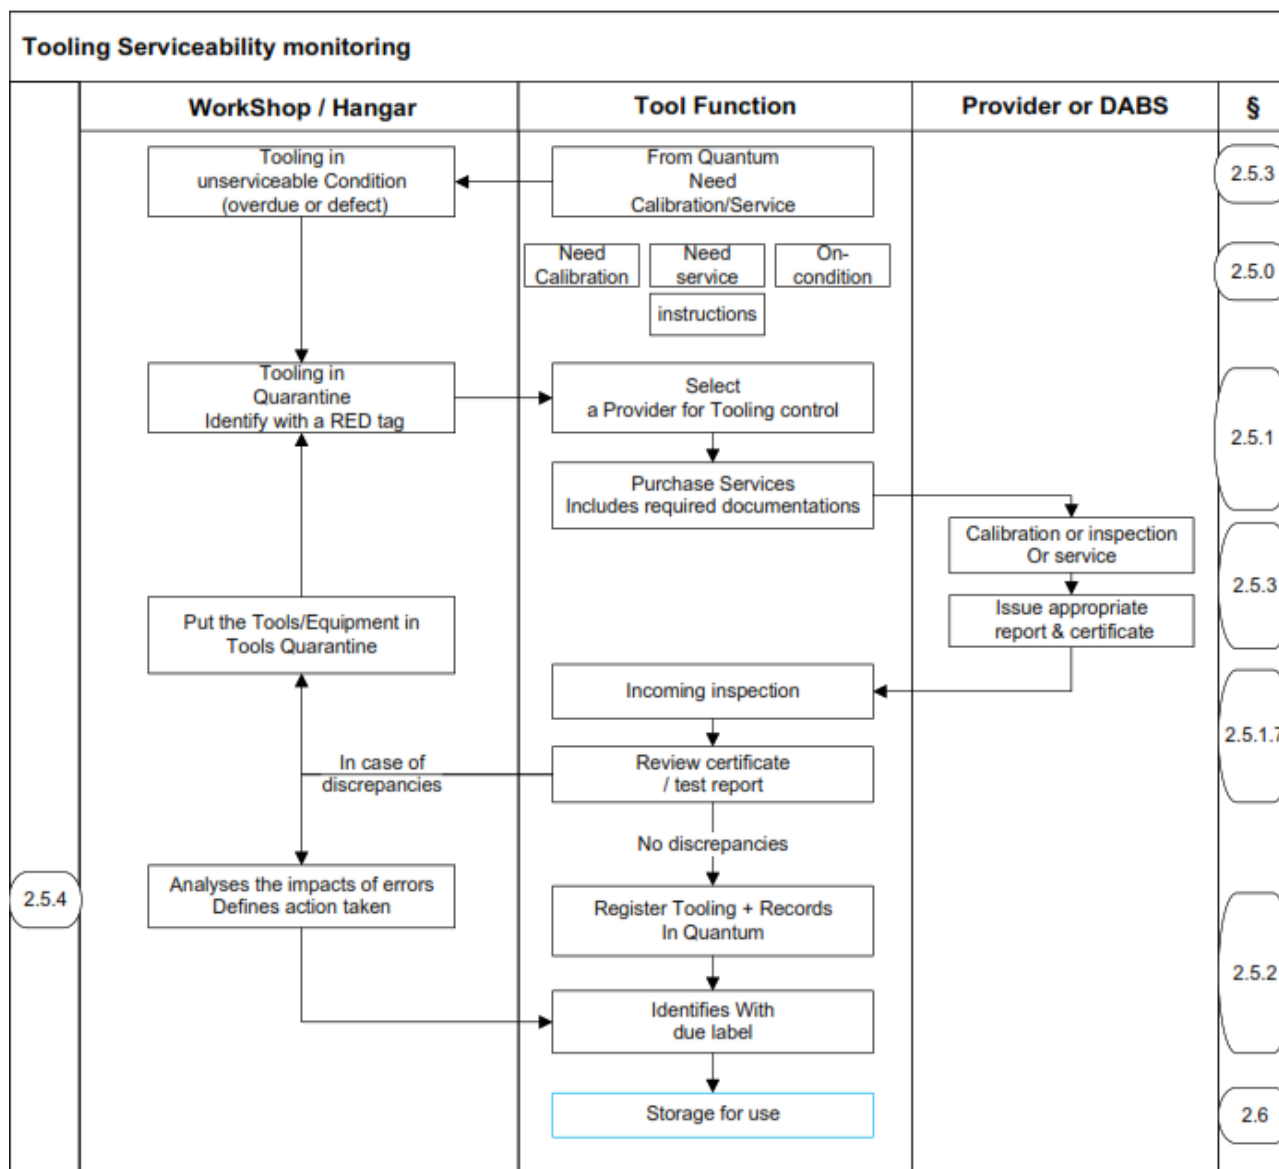 Tooling Serviceability monitoring
WorkShop / Hangar
Tool Function
Provider or DABS
§
Tooling in
unserviceable Condition
(overdue or defect)
From Quantum
Need
Calibration/Service
2.5.3
Need
Calibration
Need
service
On-
condition
instructions
2.5.0
Tooling in
Quarantine
Identify with a RED tag
Select
a Provider for Tooling control
2.5.1
Purchase Services
Includes required documentations
Calibration or inspection
Or service
2.5.3
Put the Tools/Equipment in
Tools Quarantine
Issue appropriate
report & certificate
Incoming inspection
2.5.1.7
In case of
discrepancies
Review certificate
/ test report
No discrepancies
2.5.4
Analyses the impacts of errors
Defines action taken
Register Tooling + Records
In Quantum
2.5.2
Identifies With
due label
Storage for use
2.6